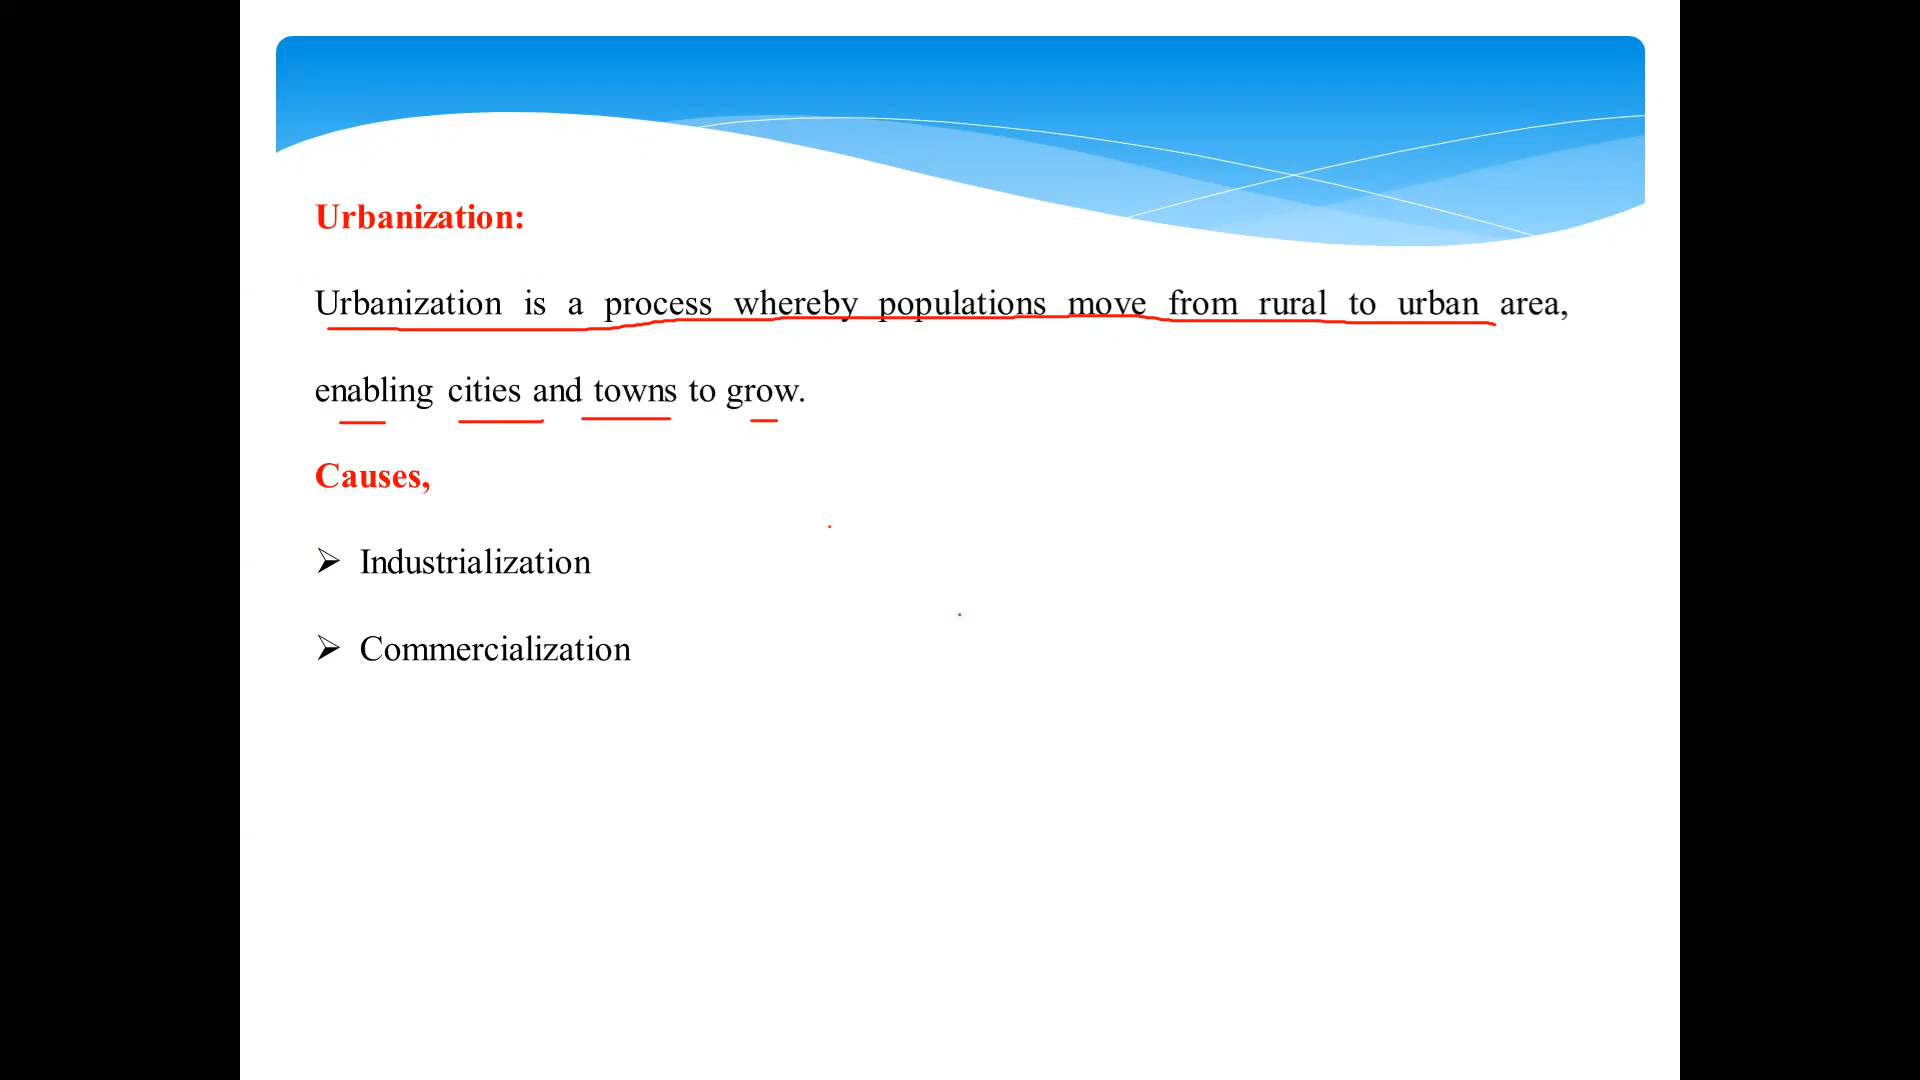 Urbanization:
Urbanization is a process whereby populations move from rural to urban area,
enabling cities and towns to grow.
Causes,
➢ Industrialization
➢ Commercialization